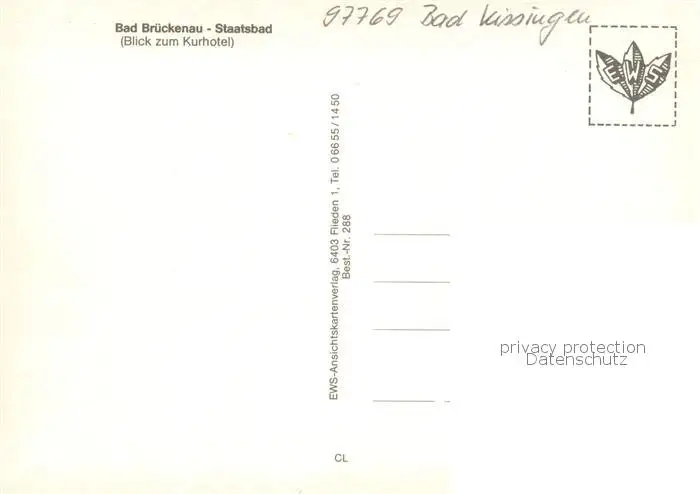 97769 Bad Kissingen
Bad Brückenau - Staatsbad
(Blick zum Kurhotel)
EWS
EWS-Ansichtskartenverlag, 6403 Flieden 1, Tel. 0 66 55 / 14 50
Best.-Nr. 288
privacy protection
Datenschutz
CL